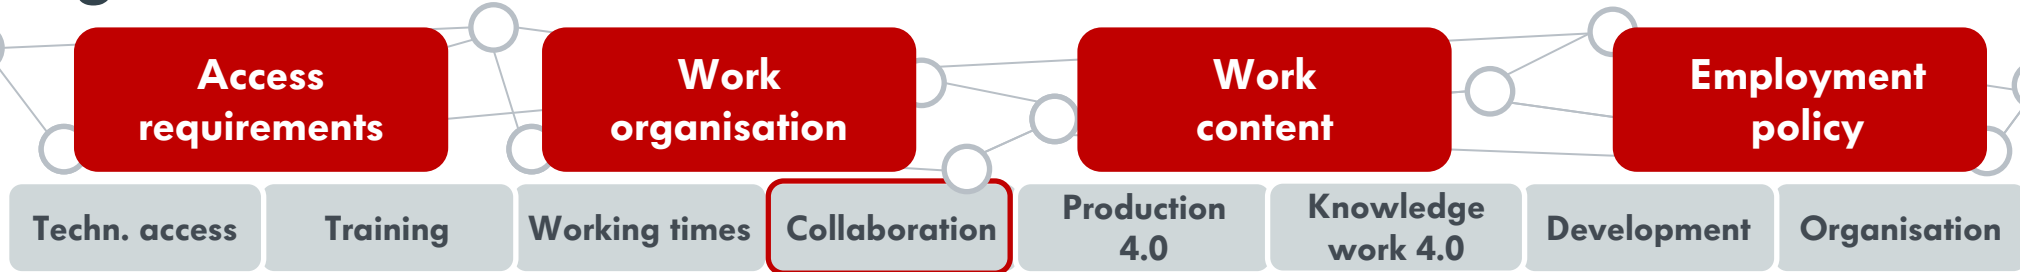 Access
requirements
Work
organisation
Work
content
Employment
policy
Techn. access
Training
Working times
Collaboration
Production
4.0
Knowledge
work 4.0
Development
Organisation